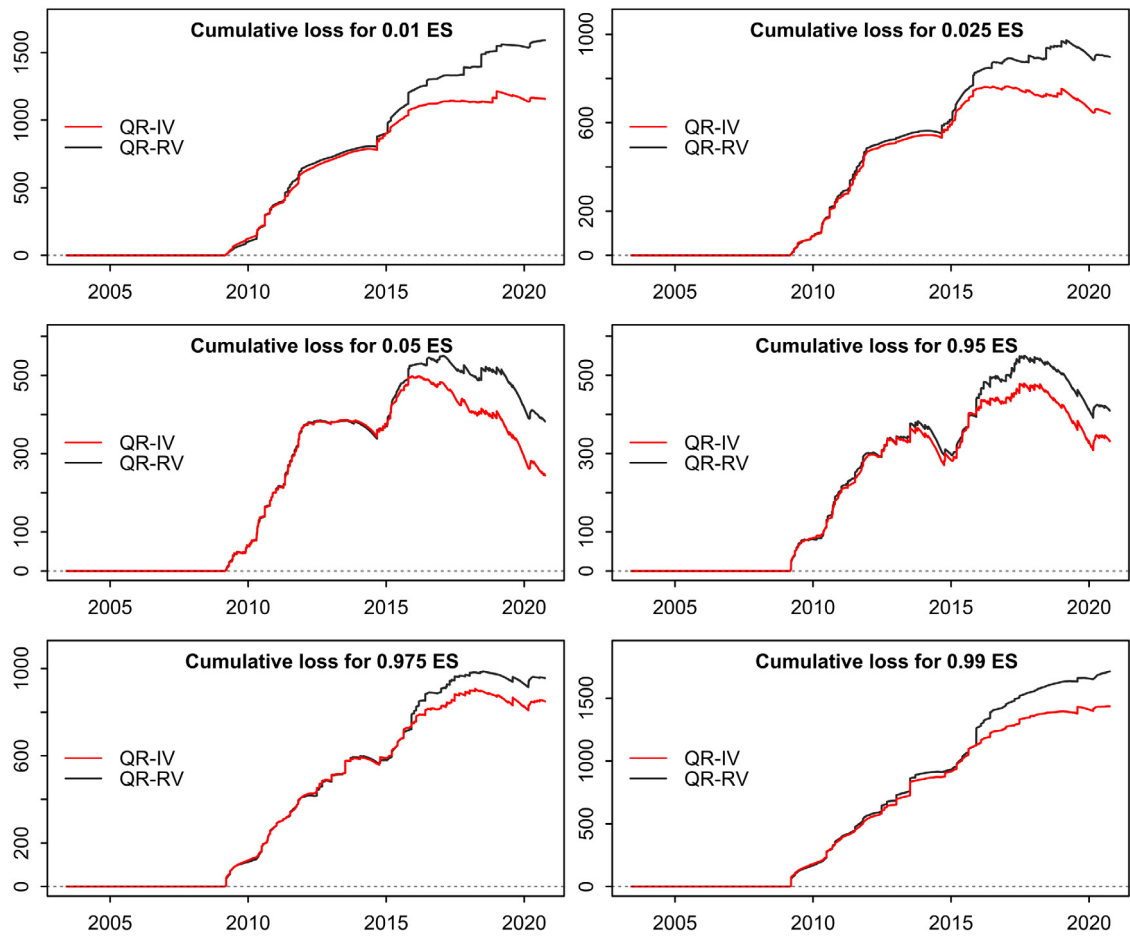 Cumulative loss for 0.01 ES
1500
1000
500
0
QR-IV
QR-RV
2005 2010 2015 2020
Cumulative loss for 0.025 ES
1000
600
200
0
QR-IV
QR-RV
2005 2010 2015 2020
Cumulative loss for 0.05 ES
500
300
100
0
QR-IV
QR-RV
2005 2010 2015 2020
Cumulative loss for 0.95 ES
500
300
100
0
QR-IV
QR-RV
2005 2010 2015 2020
Cumulative loss for 0.975 ES
1000
600
200
0
QR-IV
QR-RV
2005 2010 2015 2020
Cumulative loss for 0.99 ES
1500
1000
500
0
QR-IV
QR-RV
2005 2010 2015 2020